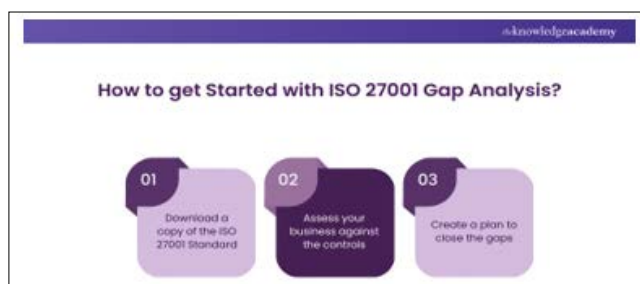 theknowledgeacademy
How to get Started with ISO 27001 Gap Analysis?
01
Download a
copy of the ISO
27001 Standard
02
Assess your
business against
the controls
03
Create a plan to
close the gaps